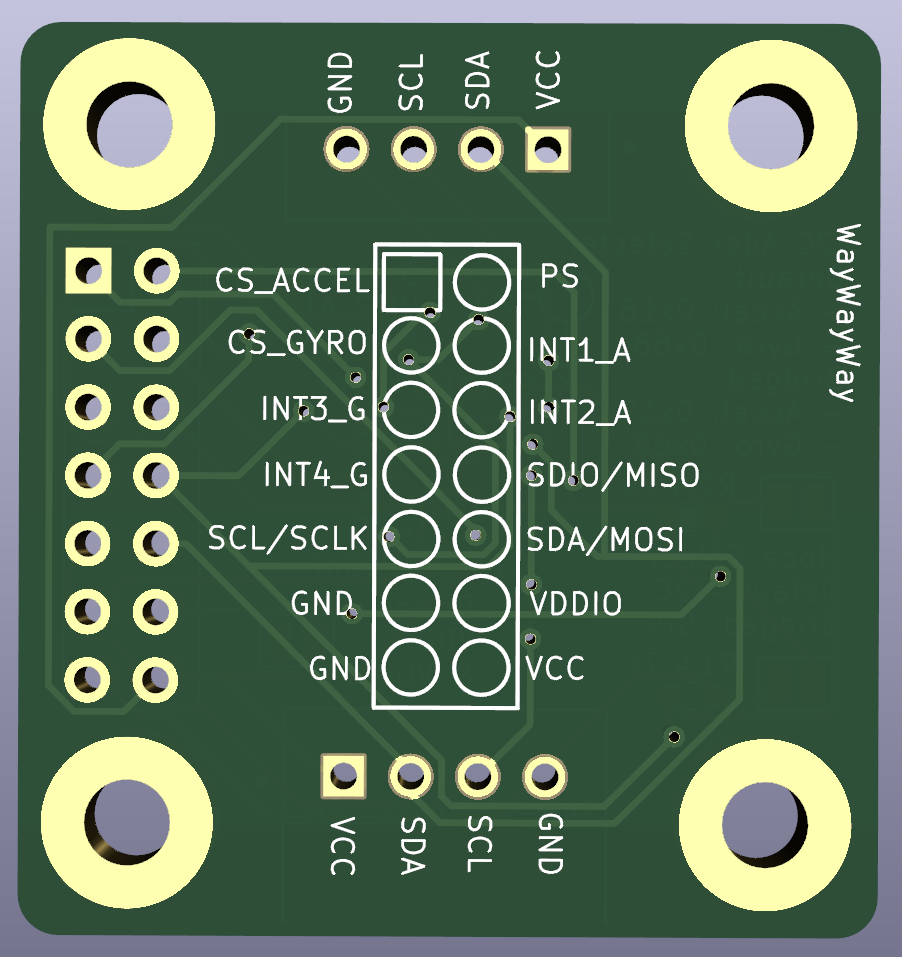 GND SCL SDA VCC
WayWayWay
CS_ACCEL PS
CS_GYRO INT1_A
INT3_G INT2_A
INT4_G SDIO/MISO
SCL/SCLK SDA/MOSI
GND VDDIO
GND VCC
VCC SDA SCL GND